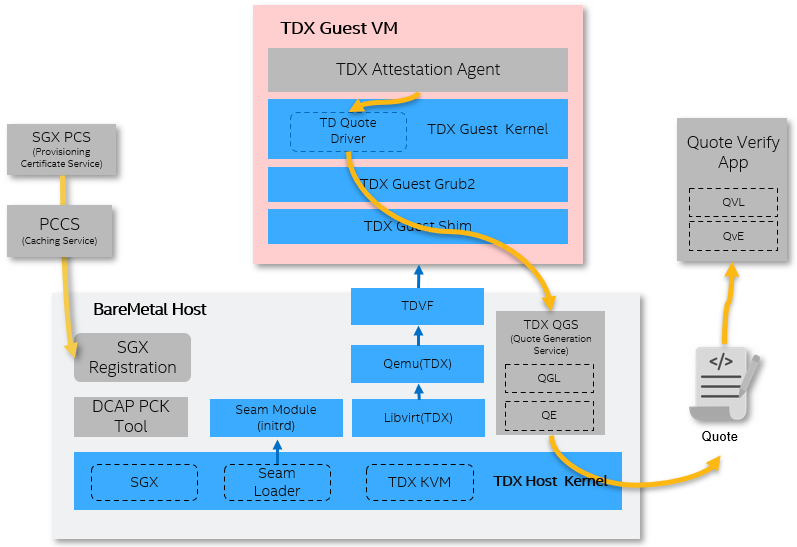 TDX Guest VM
TDX Attestation Agent
TD Quote
Driver
TDX Guest Kernel
TDX Guest Grub2
TDX Guest Shim
SGX PCS
(Provisioning
Certificate Service)
PCCS
(Caching Service)
Quote Verify
App
QVL
QvE
BareMetal Host
TDVF
SGX
Registration
Qemu(TDX)
TDX QGS
(Quote Generation
Service)
QGL
QE
DCAP PCK
Tool
Seam Module
(initrd)
Libvirt(TDX)
SGX
Seam
Loader
TDX KVM
TDX Host Kernel
</>
Quote